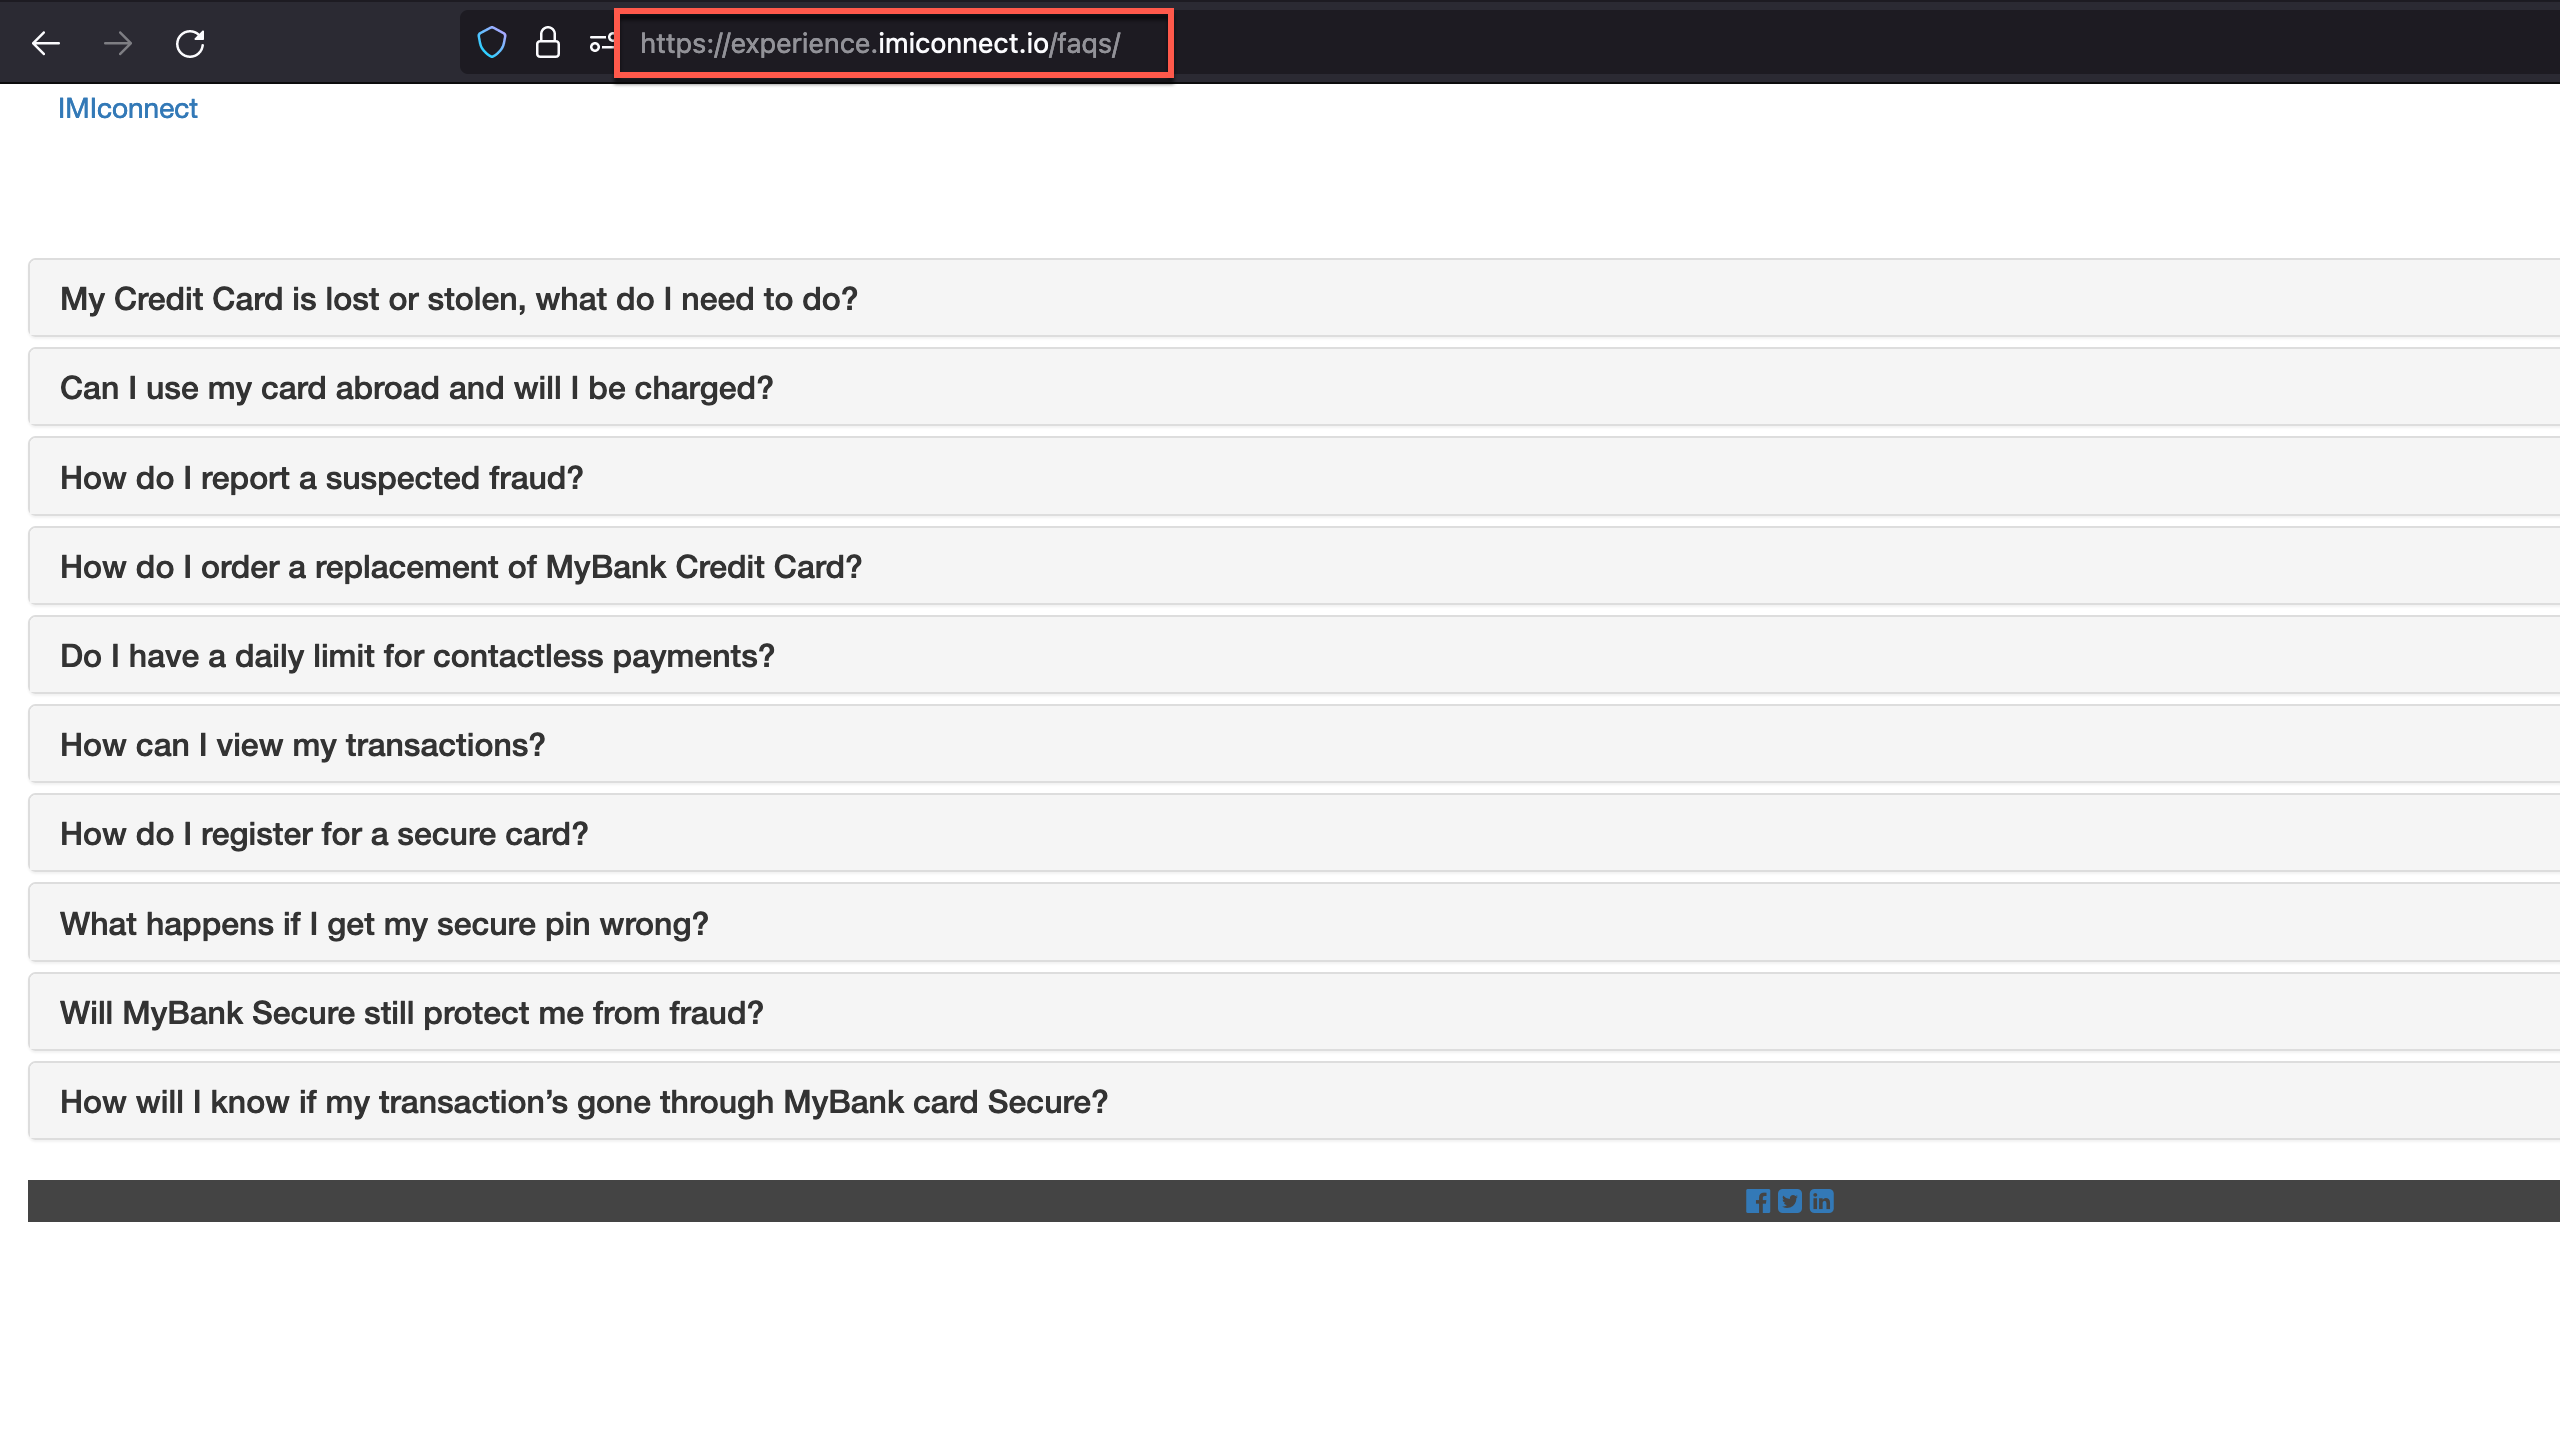 https://experience.imiconnect.io/faqs/
IMIconnect
My Credit Card is lost or stolen, what do I need to do?
Can I use my card abroad and will I be charged?
How do I report a suspected fraud?
How do I order a replacement of MyBank Credit Card?
Do I have a daily limit for contactless payments?
How can I view my transactions?
How do I register for a secure card?
What happens if I get my secure pin wrong?
Will MyBank Secure still protect me from fraud?
How will I know if my transaction’s gone through MyBank card Secure?